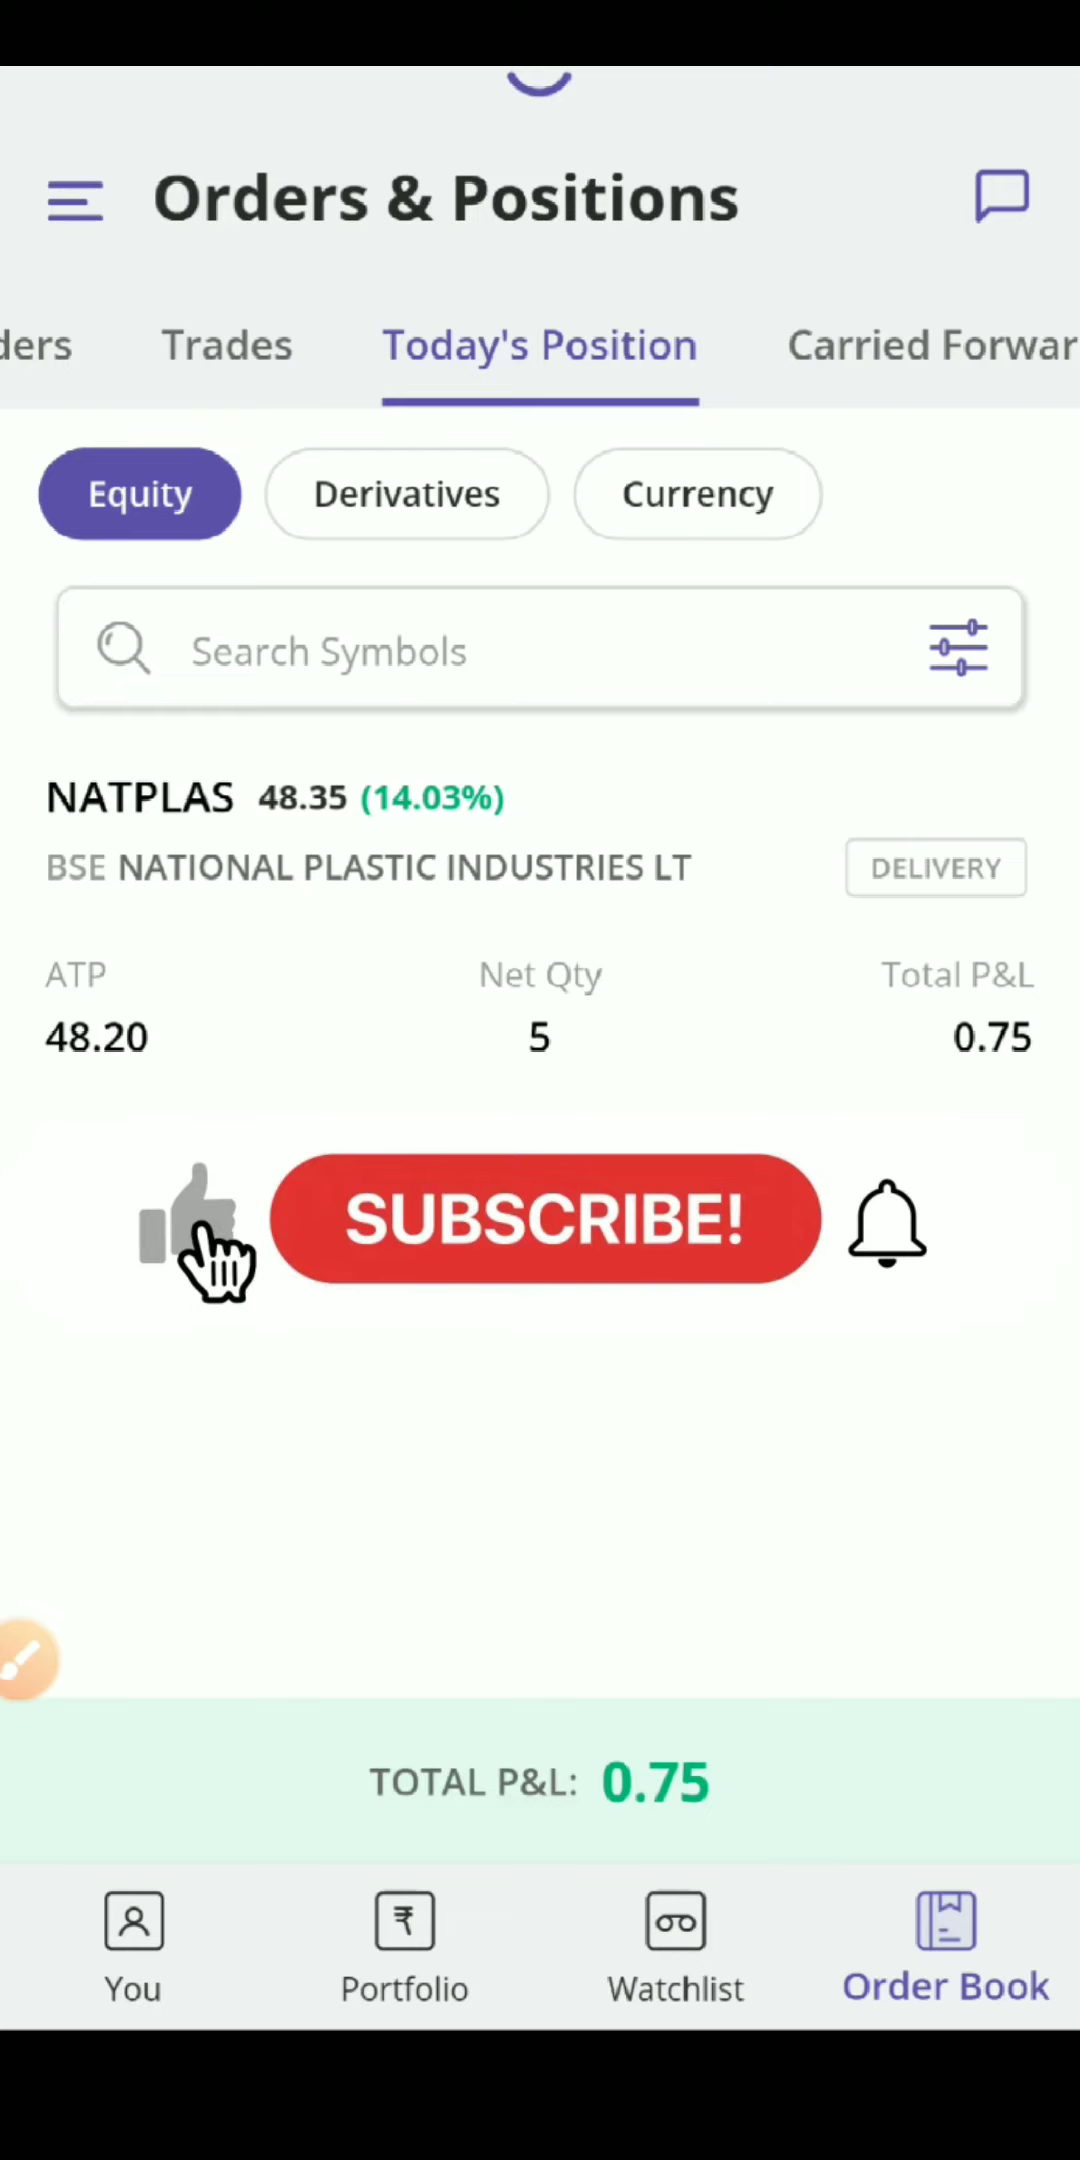 Orders & Positions
ders Trades Today's Position Carried Forwar
Equity Derivatives Currency
Search Symbols
NATPLAS 48.35 (14.03%)
BSE NATIONAL PLASTIC INDUSTRIES LT DELIVERY
ATP Net Qty Total P&L
48.20 5 0.75
SUBSCRIBE!
TOTAL P&L: 0.75
You Portfolio Watchlist Order Book